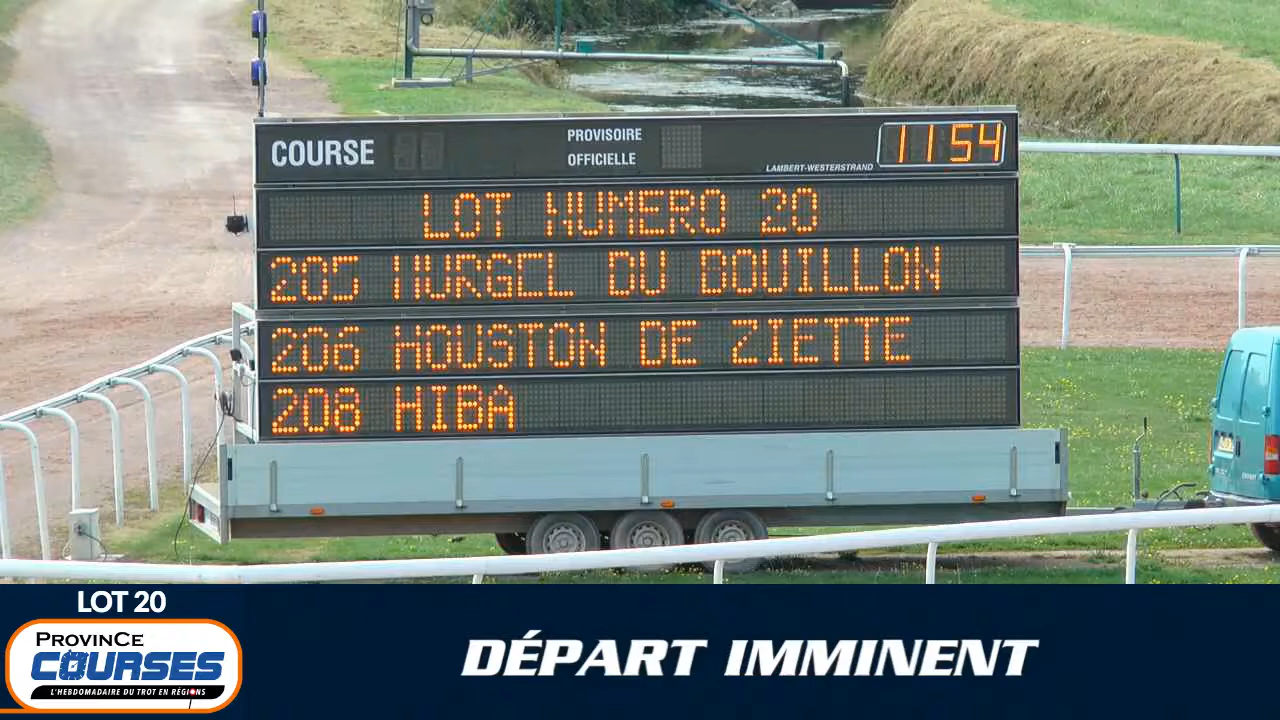 COURSE
PROVISOIRE
OFFICIELLE
LAMBERT-WESTERSTRAND
11 54
LOT NUMERO 20
205 HURGEL DU BOUILLON
206 HOUSTON DE ZIETTE
208 HIBA
LOT 20
PROVINCE
COURSES
L'HEBDOMADAIRE DU TROT EN RÉGIONS
DÉPART IMMINENT